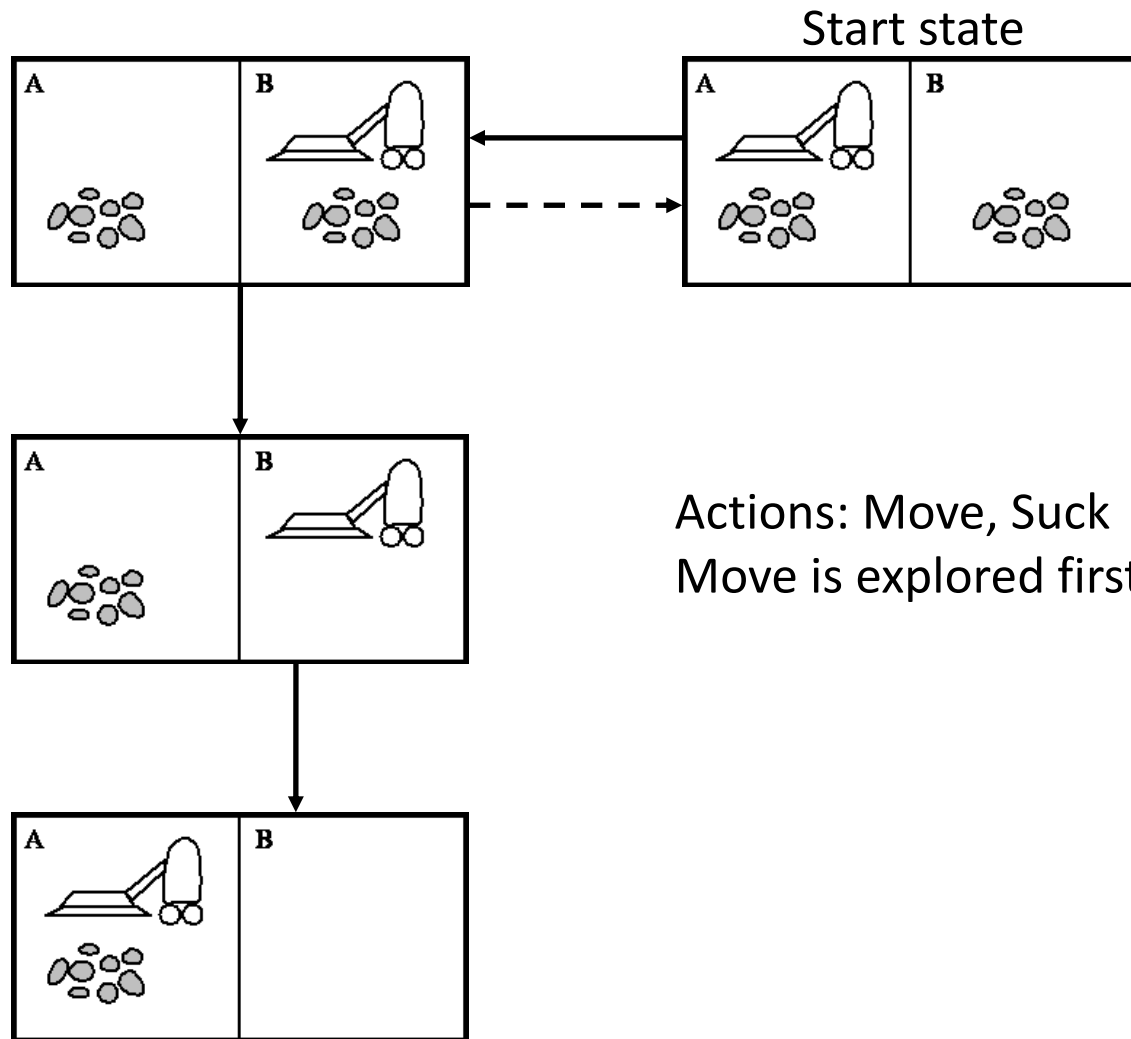 Start state
A B
A B
A B
Actions: Move, Suck
Move is explored first
A B